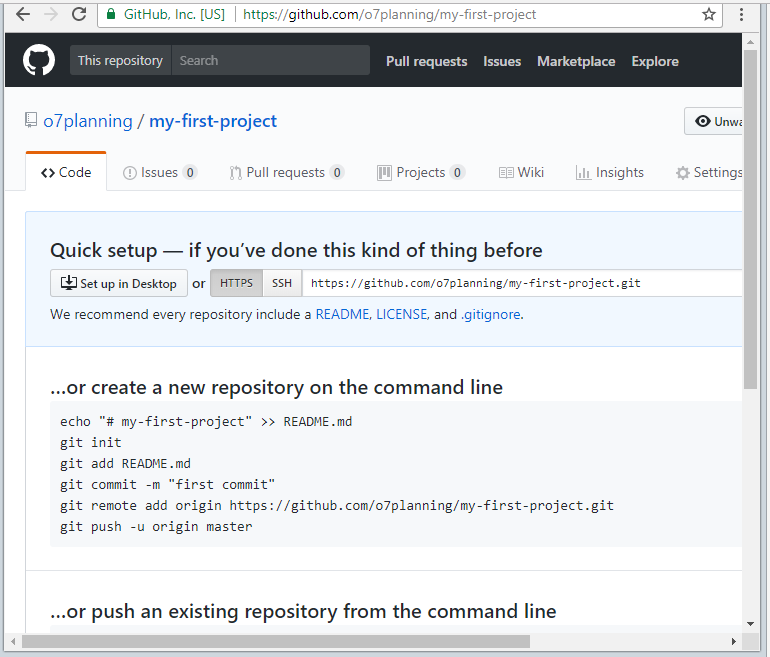 GitHub, Inc. [US] https://github.com/o7planning/my-first-project
This repository Search Pull requests Issues Marketplace Explore
o7planning / my-first-project Unwa
Code Issues 0 Pull requests 0 Projects 0 Wiki Insights Settings
Quick setup — if you’ve done this kind of thing before
Set up in Desktop or HTTPS SSH https://github.com/o7planning/my-first-project.git
We recommend every repository include a README, LICENSE, and .gitignore.
…or create a new repository on the command line
echo "# my-first-project" >> README.md
git init
git add README.md
git commit -m "first commit"
git remote add origin https://github.com/o7planning/my-first-project.git
git push -u origin master
…or push an existing repository from the command line